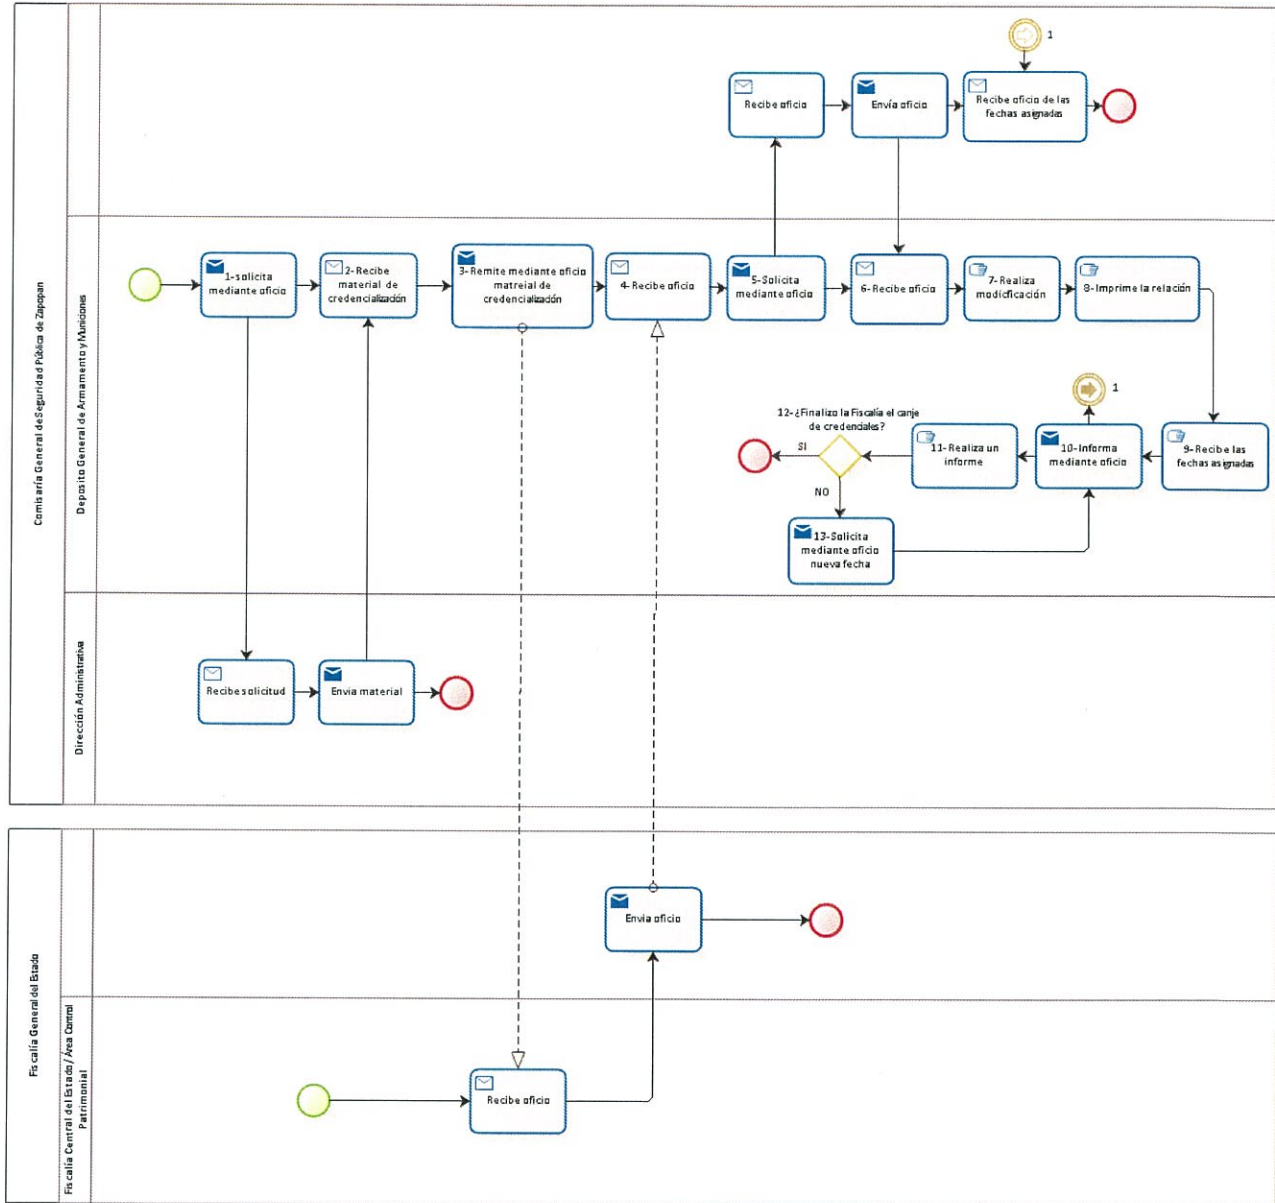 Comisaría General de Seguridad Pública de Zapopan
1
Recibe oficio
Envía oficio
Recibe oficio de las
fechas asignadas
Deposito General de Armamento y Municiones
1-solicita
mediante oficio
2-Recibe
material de
credencialización
3-Remite mediante oficio
matreial de
credencialización
4-Recibe oficio
5-Solicita
mediante oficio
6-Recibe oficio
7-Realiza
modicficación
8-Imprime la relación
12-¿Finalizo la Fiscalía el canje
de credenciales?
SI
NO
11-Realiza un
informe
10-Informa
mediante oficio
1
9-Recibe las
fechas asignadas
13-Solicita
mediante oficio
nueva fecha
Dirección Administrativa
Recibe solicitud
Envia material
Fiscalía General del Estado
Envia oficio
Fiscalía Central del Estado / Área Control
Patrimonial
Recibe oficio